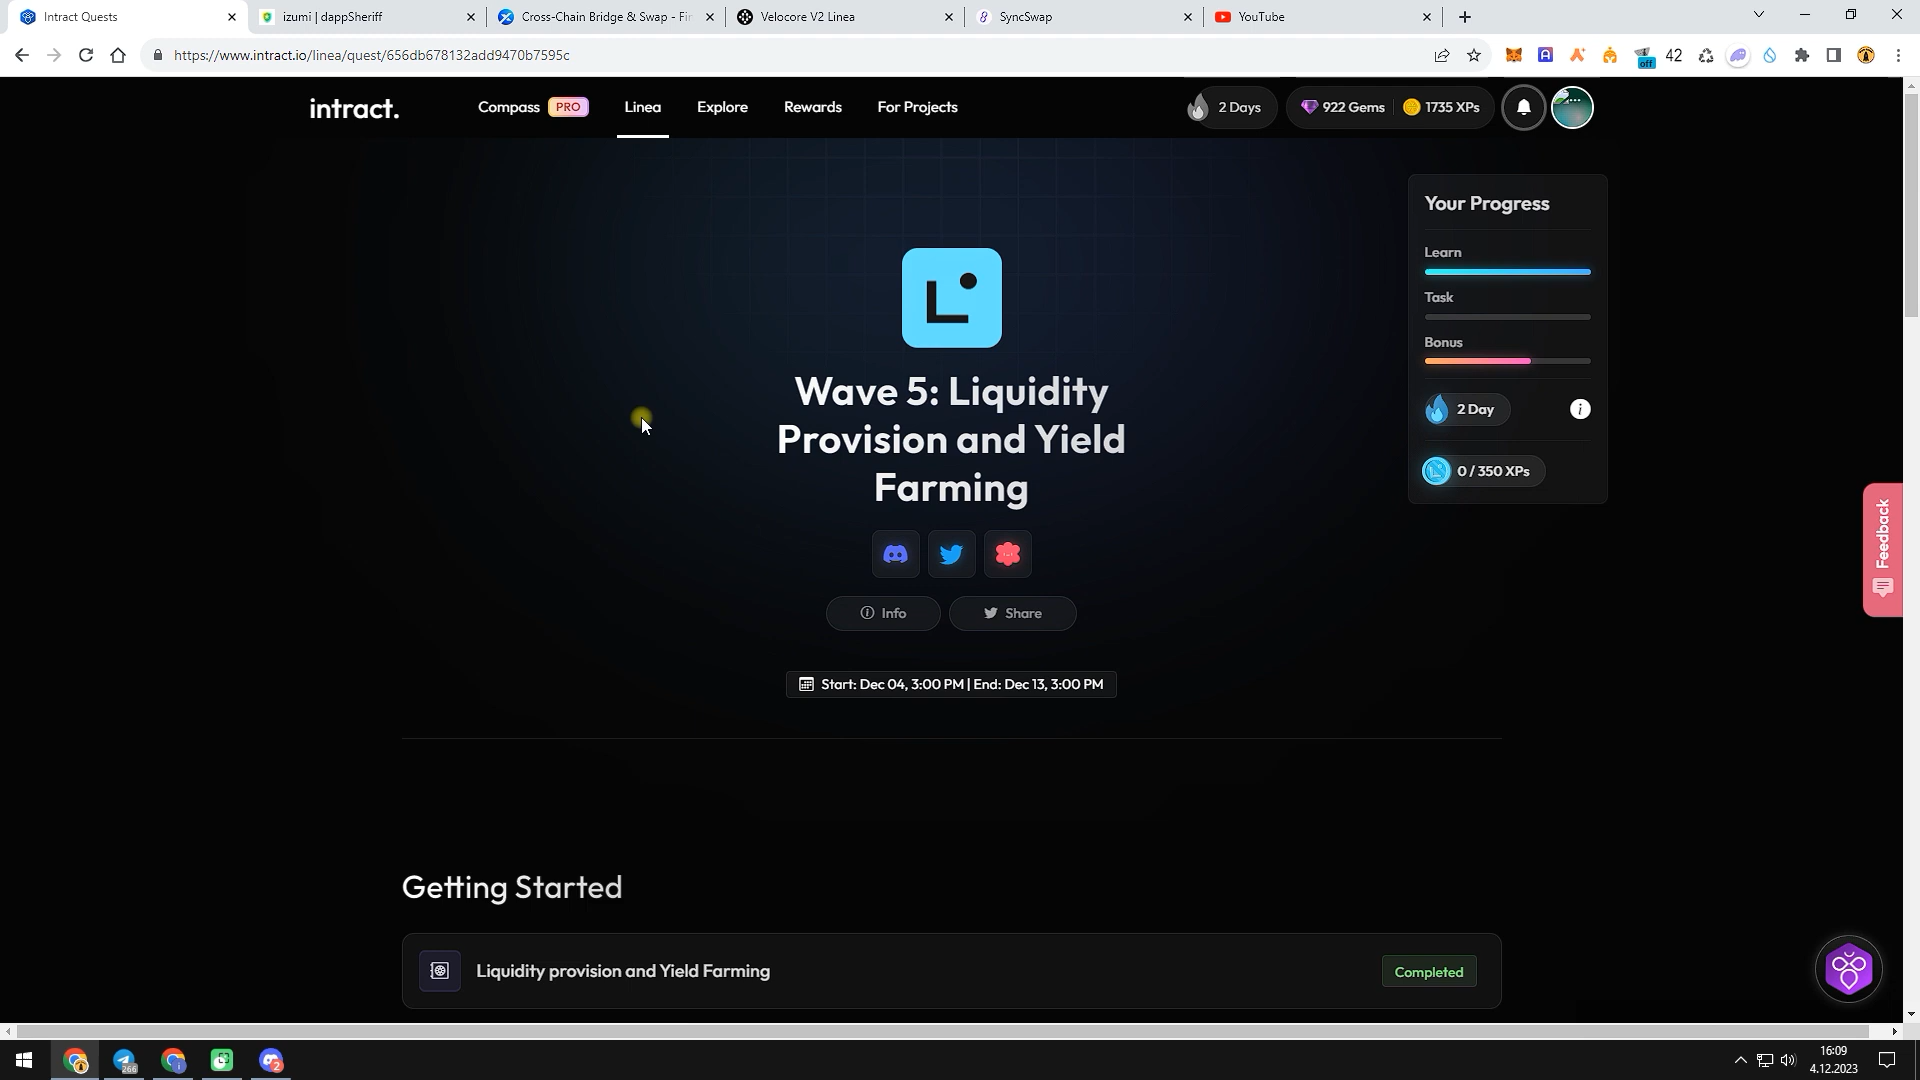 Intract Quests
izumi | dappSheriff
Cross-Chain Bridge & Swap - Fir
Velocore V2 Linea
SyncSwap
YouTube
https://www.intract.io/linea/quest/656db678132add9470b7595c
off
42
intract.
Compass PRO
Linea
Explore
Rewards
For Projects
2 Days
922 Gems
1735 XPs
Your Progress
Learn
Task
Bonus
2 Day
i
0 / 350 XPs
Wave 5: Liquidity
Provision and Yield
Farming
Info
Share
Start: Dec 04, 3:00 PM | End: Dec 13, 3:00 PM
Feedback
Getting Started
Liquidity provision and Yield Farming
Completed
266
2
16:09
4.12.2023